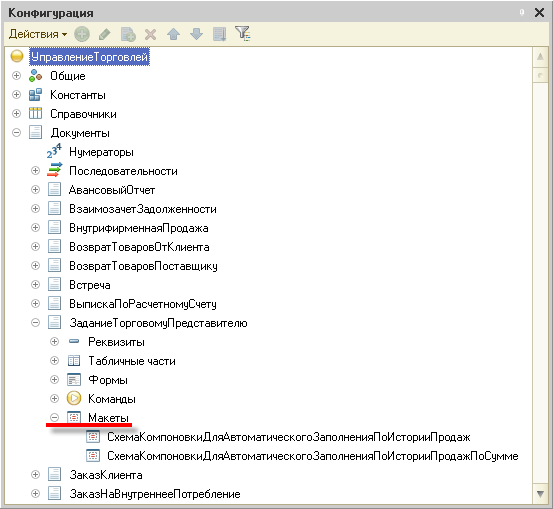 Конфигурация
Действия
УправлениеТорговлей
Общие
Константы
Справочники
Документы
Нумераторы
Последовательности
АвансовыйОтчет
ВзаимозачетЗадолженности
ВнутрифирменнаяПродажа
ВозвратТоваровОтКлиента
ВозвратТоваровПоставщику
Встреча
ВыпискаПоРасчетномуСчету
ЗаданиеТорговомуПредставителю
Реквизиты
Табличные части
Формы
Команды
Макеты
СхемаКомпоновкиДляАвтоматическогоЗаполненияПоИсторииПродаж
СхемаКомпоновкиДляАвтоматическогоЗаполненияПоИсторииПродажПоСумме
ЗаказКлиента
ЗаказНаВнутреннееПотребление